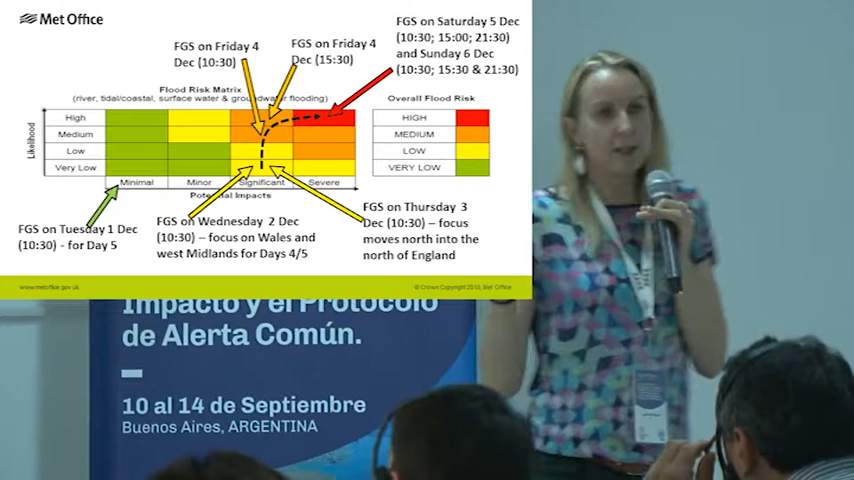 Met Office
FGS on Friday 4
Dec (10:30)
FGS on Friday 4
Dec (15:30)
FGS on Saturday 5 Dec
(10:30; 15:00; 21:30)
and Sunday 6 Dec
(10:30; 15:30 & 21:30)
Flood Risk Matrix
(river, tidal/coastal, surface water & groundwater flooding)
Overall Flood Risk
Likelihood
High
Medium
Low
Very Low
HIGH
MEDIUM
LOW
VERY LOW
Minimal
Minor
Significant
Severe
Potential Impacts
FGS on Tuesday 1 Dec
(10:30) - for Day 5
FGS on Wednesday 2 Dec
(10:30) – focus on Wales and
west Midlands for Days 4/5
FGS on Thursday 3
Dec (10:30) – focus
moves north into the
north of England
www.metoffice.gov.uk
Impacto y el Protocolo
de Alerta Común.
10 al 14 de Septiembre
Buenos Aires, ARGENTINA